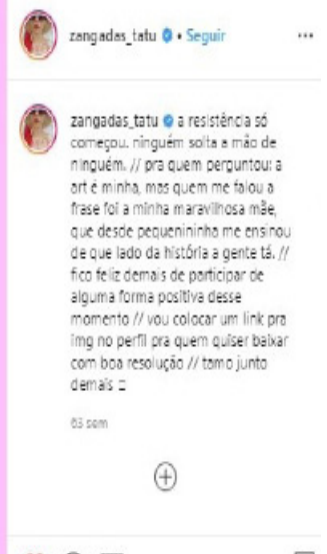 zangadas_tatu • Seguir
zangadas_tatu a resistência só
começou. ninguém solta a mão de
ninguém. // pra quem perguntou: a
art é minha, mas quem me falou a
frase foi a minha maravilhosa mãe,
que desde pequenininha me ensinou
de que lado da história a gente tá. //
fico feliz demais de participar de
alguma forma positiva desse
momento // vou colocar um link pra
img no perfil pra quem quiser baixar
com boa resolução // tamo junto
demais
63 sem